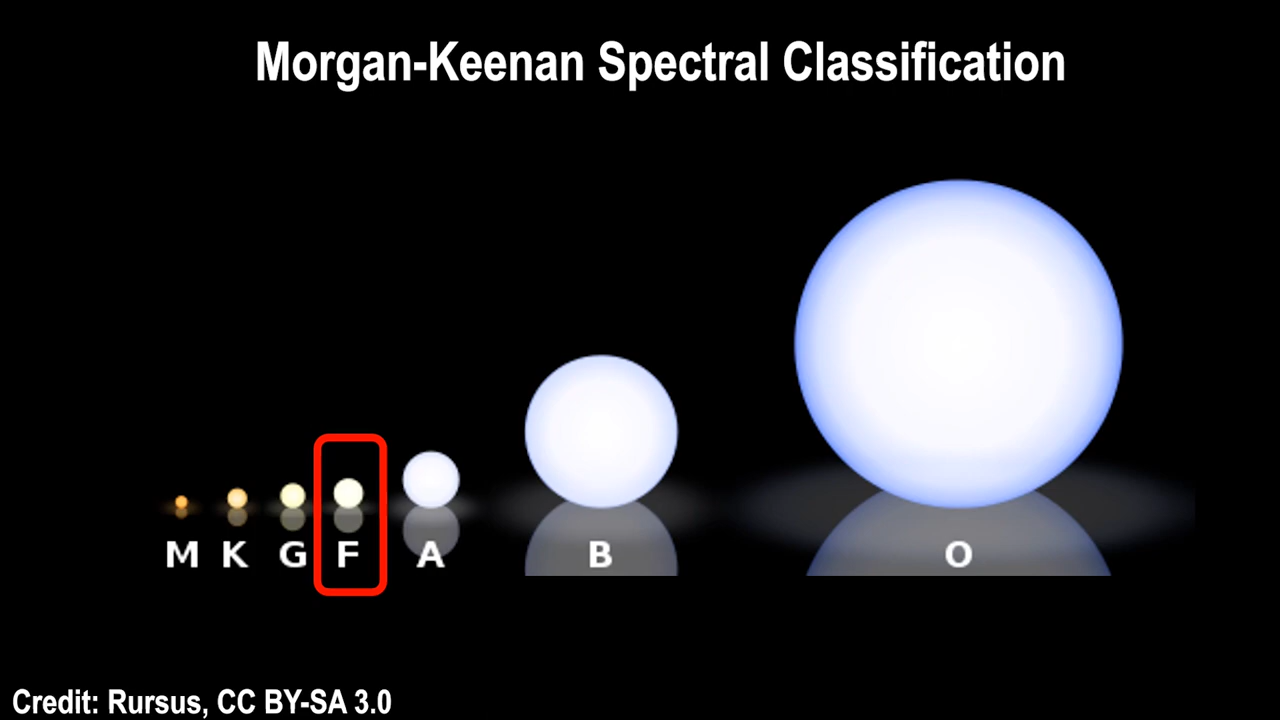 Morgan-Keenan Spectral Classification
M K G F A B O
Credit: Rursus, CC BY-SA 3.0